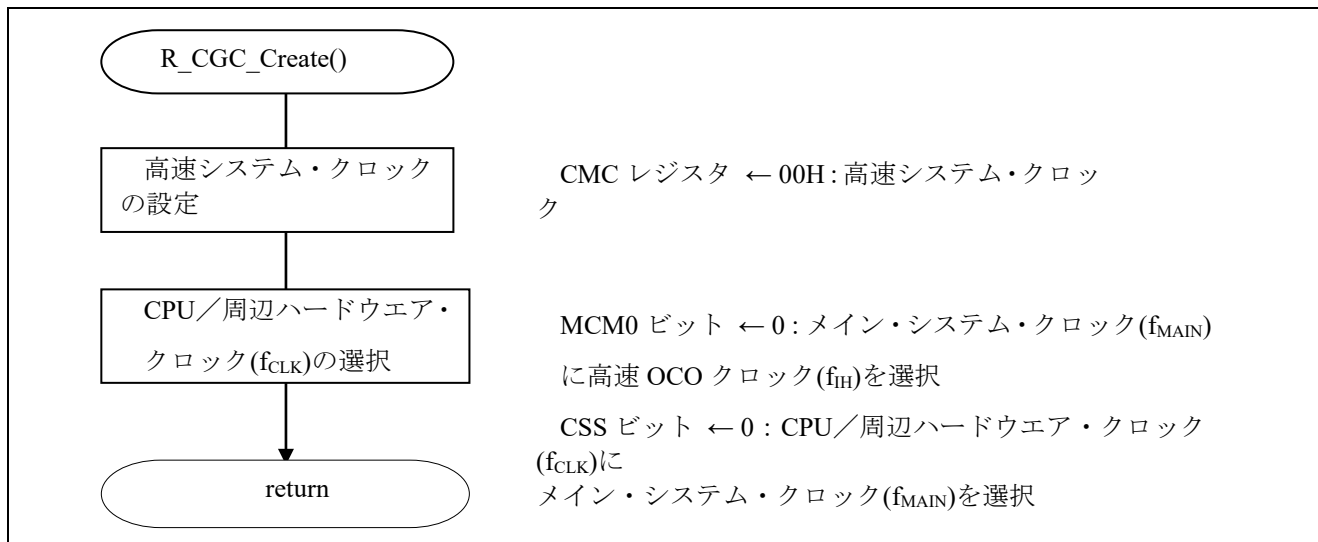 R_CGC_Create()
高速システム・クロック
の設定
CMC レジスタ ← 00H : 高速システム・クロッ
ク
CPU／周辺ハードウエア・
クロック(fCLK)の選択
MCM0 ビット ← 0 : メイン・システム・クロック(fMAIN)
に高速 OCO クロック(fIH)を選択
CSS ビット ← 0 : CPU／周辺ハードウエア・クロック
(fCLK)に
メイン・システム・クロック(fMAIN)を選択
return